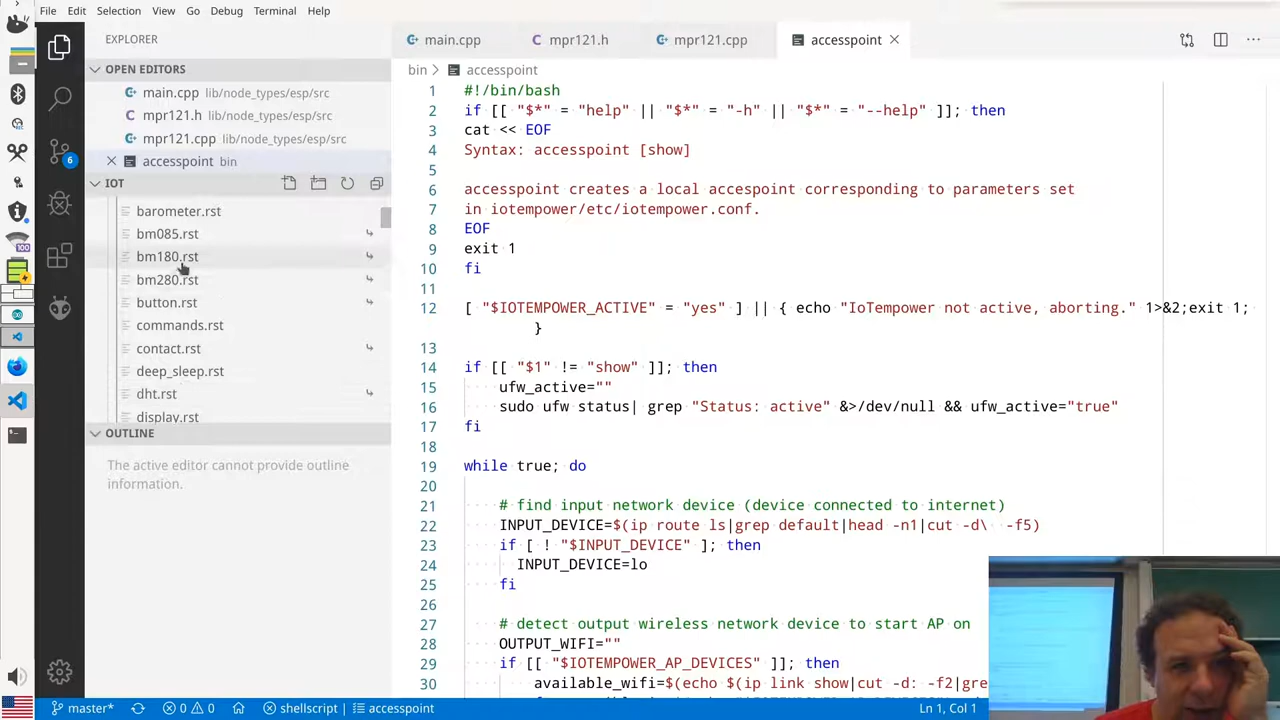 File Edit Selection View Go Debug Terminal Help
EXPLORER
OPEN EDITORS
main.cpp lib/node_types/esp/src
mpr121.h lib/node_types/esp/src
mpr121.cpp lib/node_types/esp/src
accesspoint bin
6
IOT
barometer.rst
bm085.rst
bm180.rst
bm280.rst
button.rst
commands.rst
contact.rst
deep_sleep.rst
dht.rst
display.rst
OUTLINE
The active editor cannot provide outline
information.
100
main.cpp mpr121.h mpr121.cpp accesspoint
bin > accesspoint
1 #!/bin/bash
2 if [[ "$*" = "help" || "$*" = "-h" || "$*" = "--help" ]]; then
3 cat << EOF
4 Syntax: accesspoint [show]
5
6 accesspoint creates a local accespoint corresponding to parameters set
7 in iotempower/etc/iotempower.conf.
8 EOF
9 exit 1
10 fi
11
12 [ "$IOTEMPOWER_ACTIVE" = "yes" ] || { echo "IoTempower not active, aborting." 1>&2;exit 1;
}
13
14 if [[ "$1" != "show" ]]; then
15 ufw_active=""
16 sudo ufw status| grep "Status: active" &>/dev/null && ufw_active="true"
17 fi
18
19 while true; do
20
21 # find input network device (device connected to internet)
22 INPUT_DEVICE=$(ip route ls|grep default|head -n1|cut -d\  -f5)
23 if [ ! "$INPUT_DEVICE" ]; then
24 INPUT_DEVICE=lo
25 fi
26
27 # detect output wireless network device to start AP on
28 OUTPUT_WIFI=""
29 if [[ "$IOTEMPOWER_AP_DEVICES" ]]; then
30 available_wifi=$(echo $(ip link show|cut -d: -f2|gre
master* 0 0 shellscript accesspoint Ln 1, Col 1